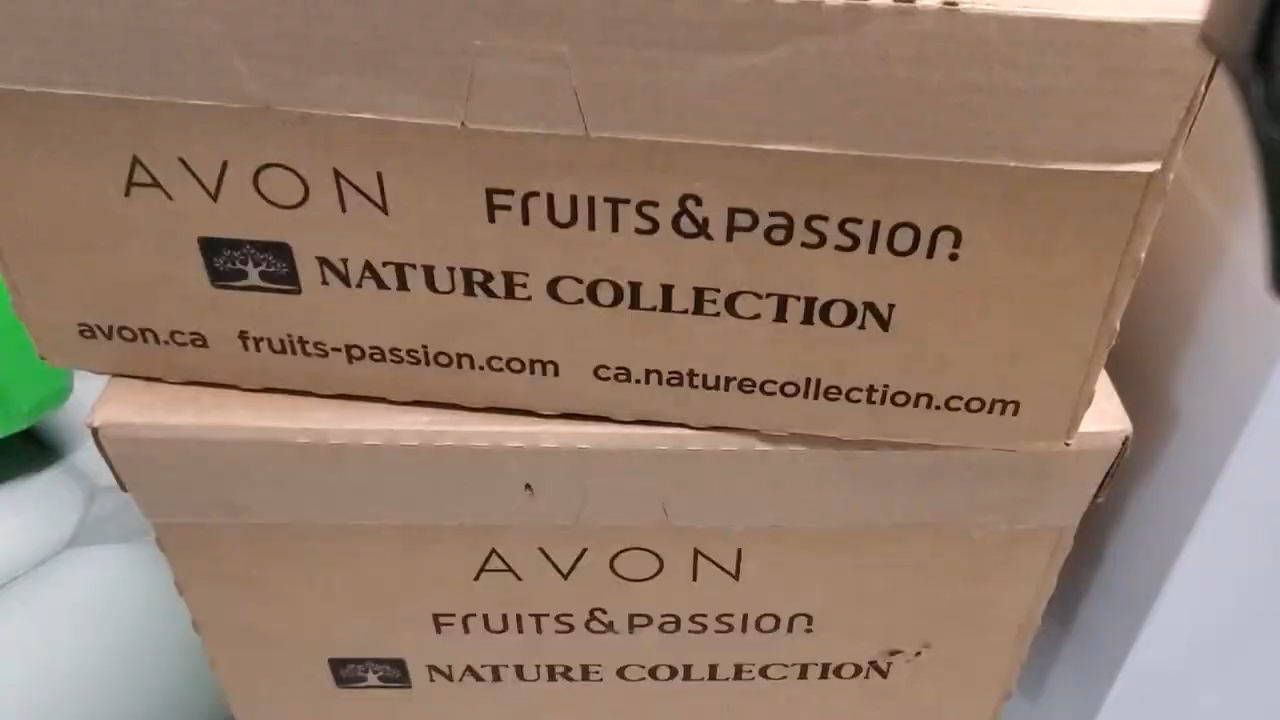 AVON FRUITS & PASSION
NATURE COLLECTION
avon.ca fruits-passion.com ca.naturecollection.com
AVON
FRUITS & PASSION
NATURE COLLECTION